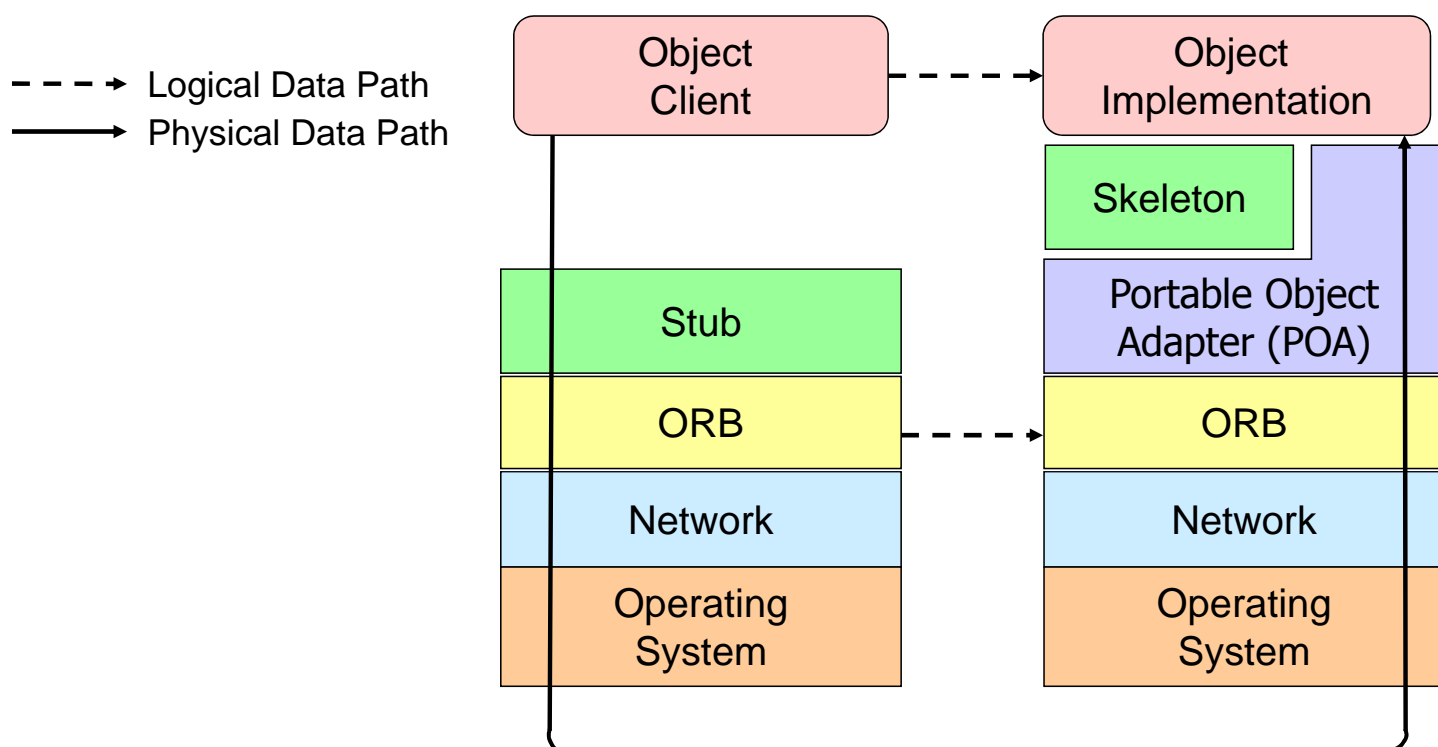 Logical Data Path
Physical Data Path
Object
Client
Object
Implementation
Skeleton
Portable Object
Adapter (POA)
Stub
ORB
ORB
Network
Network
Operating
System
Operating
System